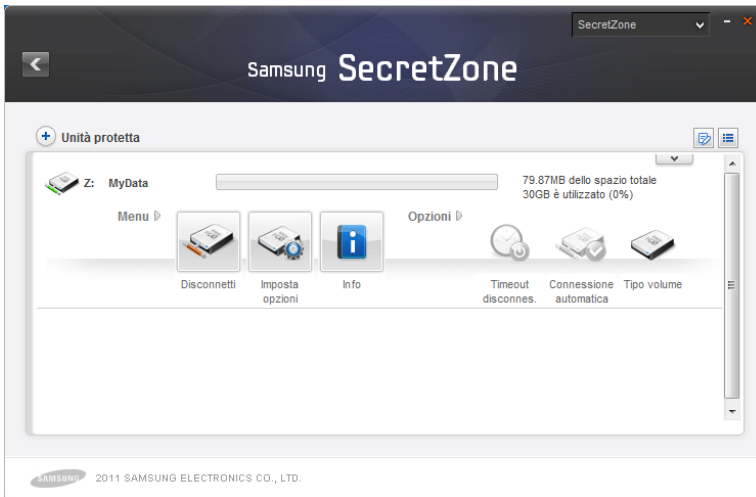 SecretZone
Samsung SecretZone
Unità protetta
Z: MyData
79.87MB dello spazio totale
30GB è utilizzato (0%)
Menu
Opzioni
Disconnetti
Imposta
opzioni
Info
Timeout
disconnes.
Connessione
automatica
Tipo volume
SAMSUNG 2011 SAMSUNG ELECTRONICS CO., LTD.